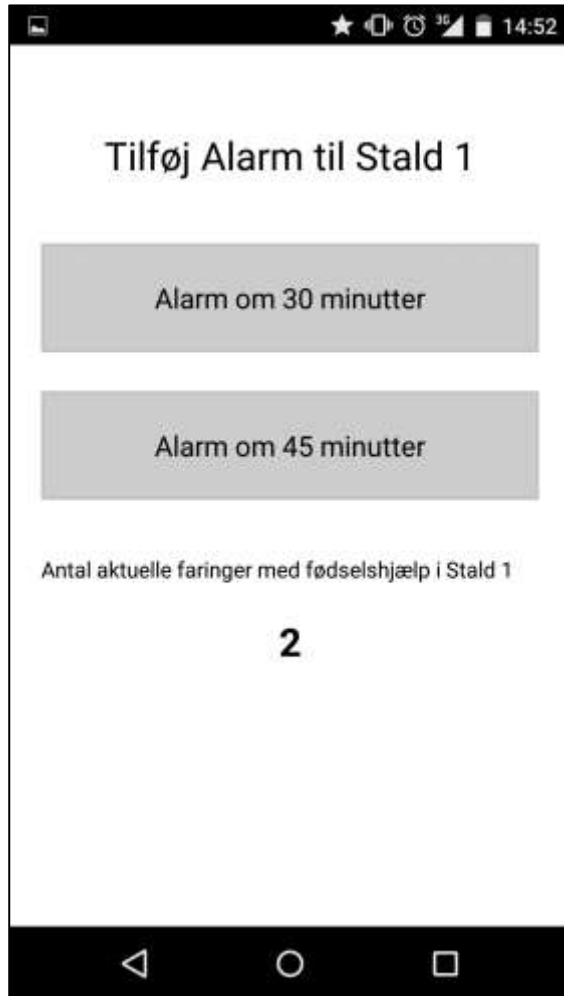 3G 14:52
Tilføj Alarm til Stald 1
Alarm om 30 minutter
Alarm om 45 minutter
Antal aktuelle faringer med fødselshjælp i Stald 1
2